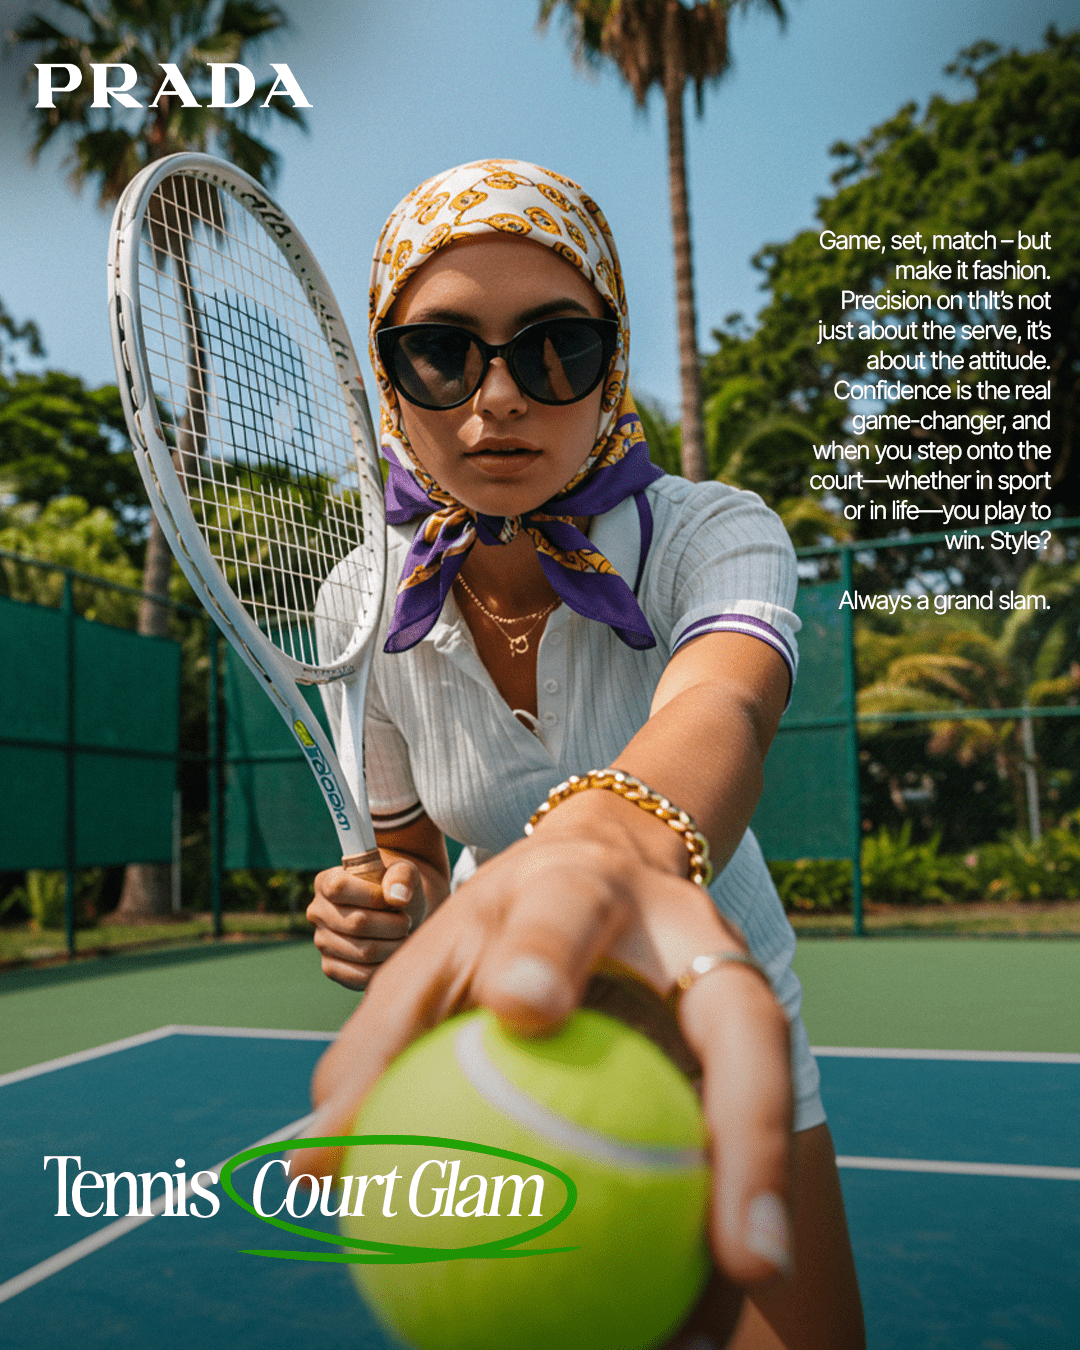 PRADA
Game, set, match – but
make it fashion.
Precision on thIt's not
just about the serve, it's
about the attitude.
Confidence is the real
game-changer, and
when you step onto the
court—whether in sport
or in life—you play to
win. Style?
Always a grand slam.
Tennis Court Glam